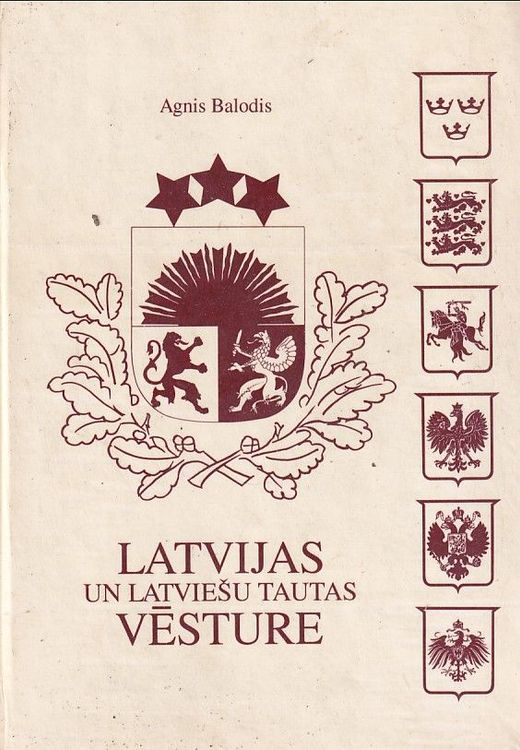 Agnis Balodis
LATVIJAS
UN LATVIEŠU TAUTAS
VĒSTURE